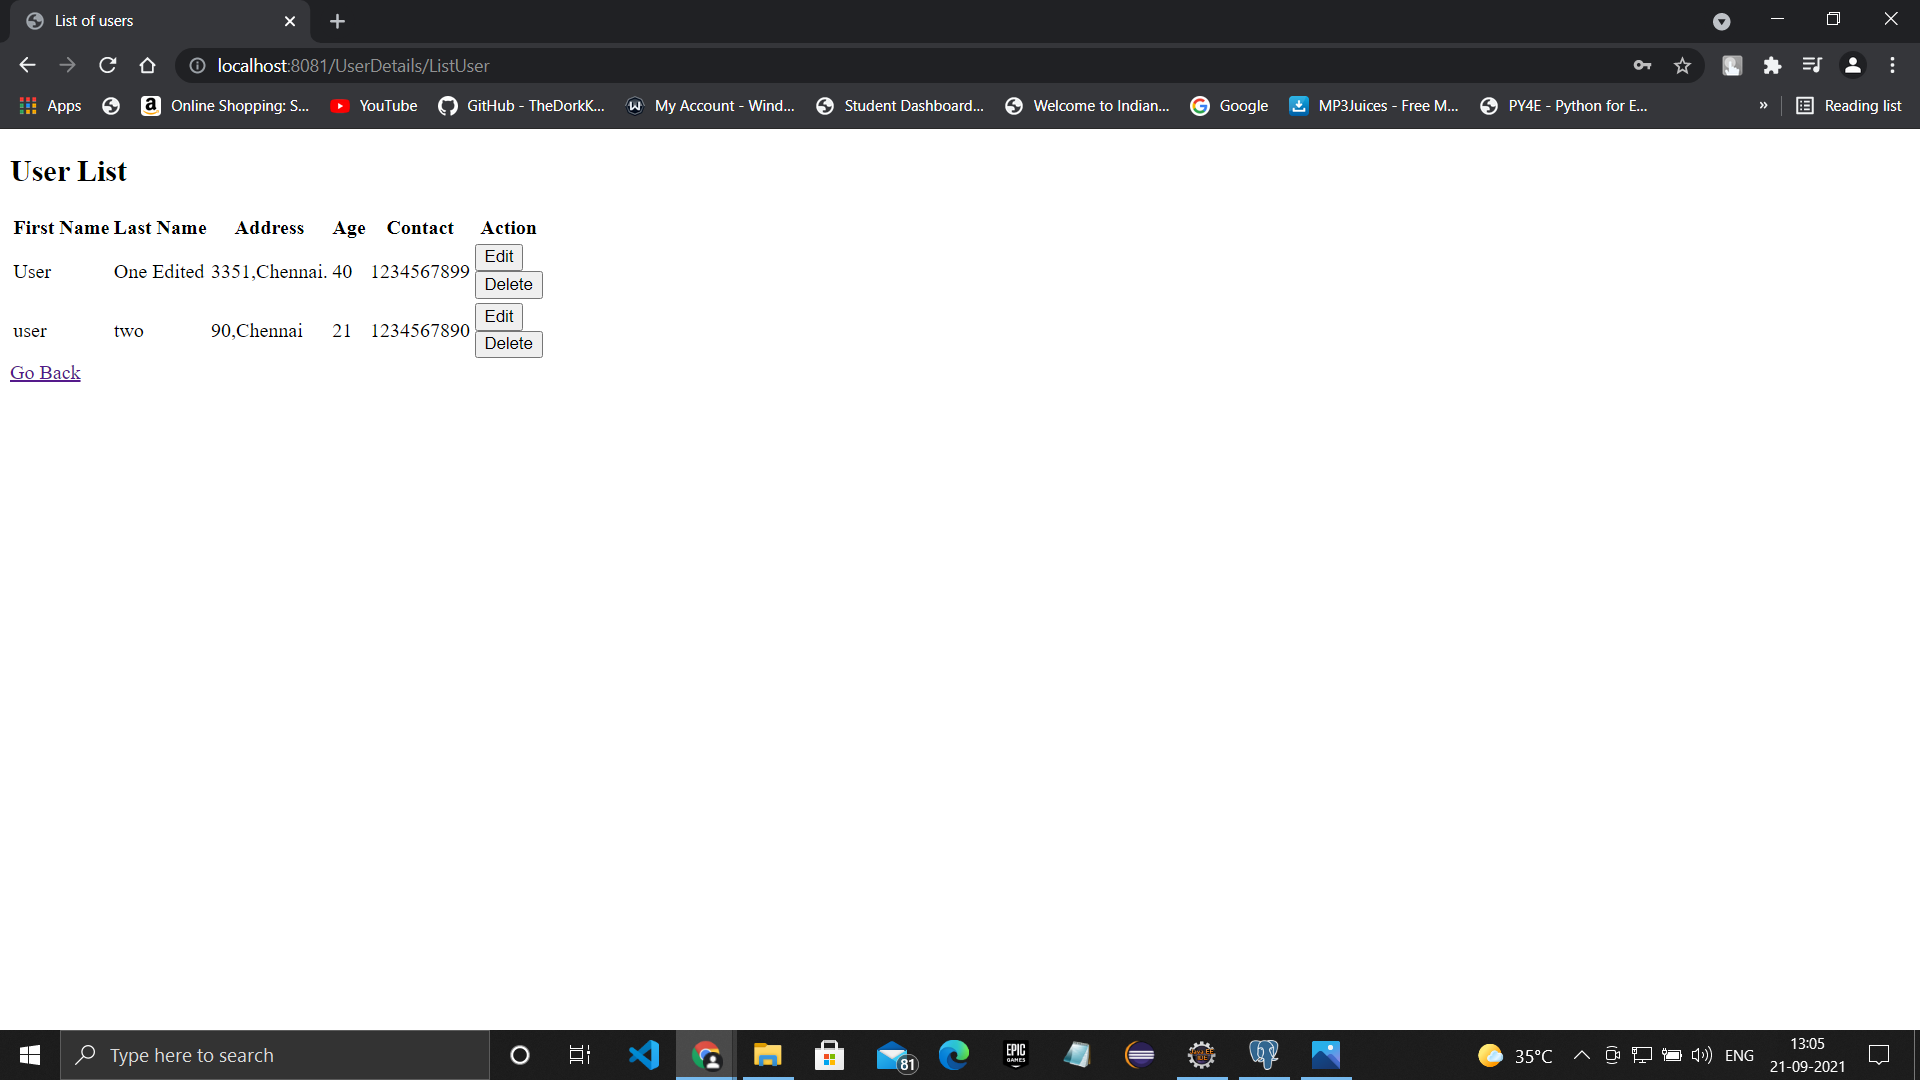 List of users
localhost:8081/UserDetails/ListUser
Apps
Online Shopping: S...
YouTube
GitHub - TheDorkK...
My Account - Wind...
Student Dashboard...
Welcome to Indian...
Google
MP3Juices - Free M...
PY4E - Python for E...
»
Reading list
User List
First Name Last Name Address Age Contact Action
User One Edited 3351,Chennai. 40 1234567899 Edit
Delete
user two 90,Chennai 21 1234567890 Edit
Delete
Go Back
Type here to search
81
EPIC GAMES
35°C
ENG
13:05
21-09-2021